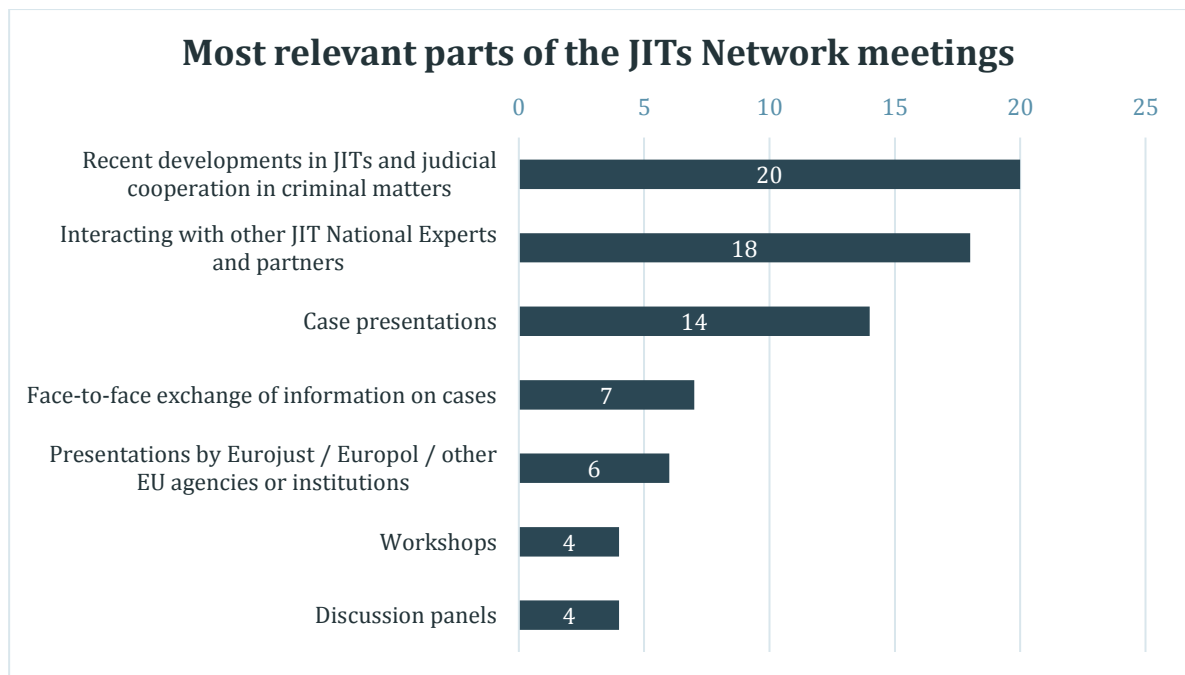 Most relevant parts of the JITs Network meetings
0 5 10 15 20 25
Recent developments in JITs and judicial
cooperation in criminal matters
20
Interacting with other JIT National Experts
and partners
18
Case presentations
14
Face-to-face exchange of information on cases
7
Presentations by Eurojust / Europol / other
EU agencies or institutions
6
Workshops
4
Discussion panels
4